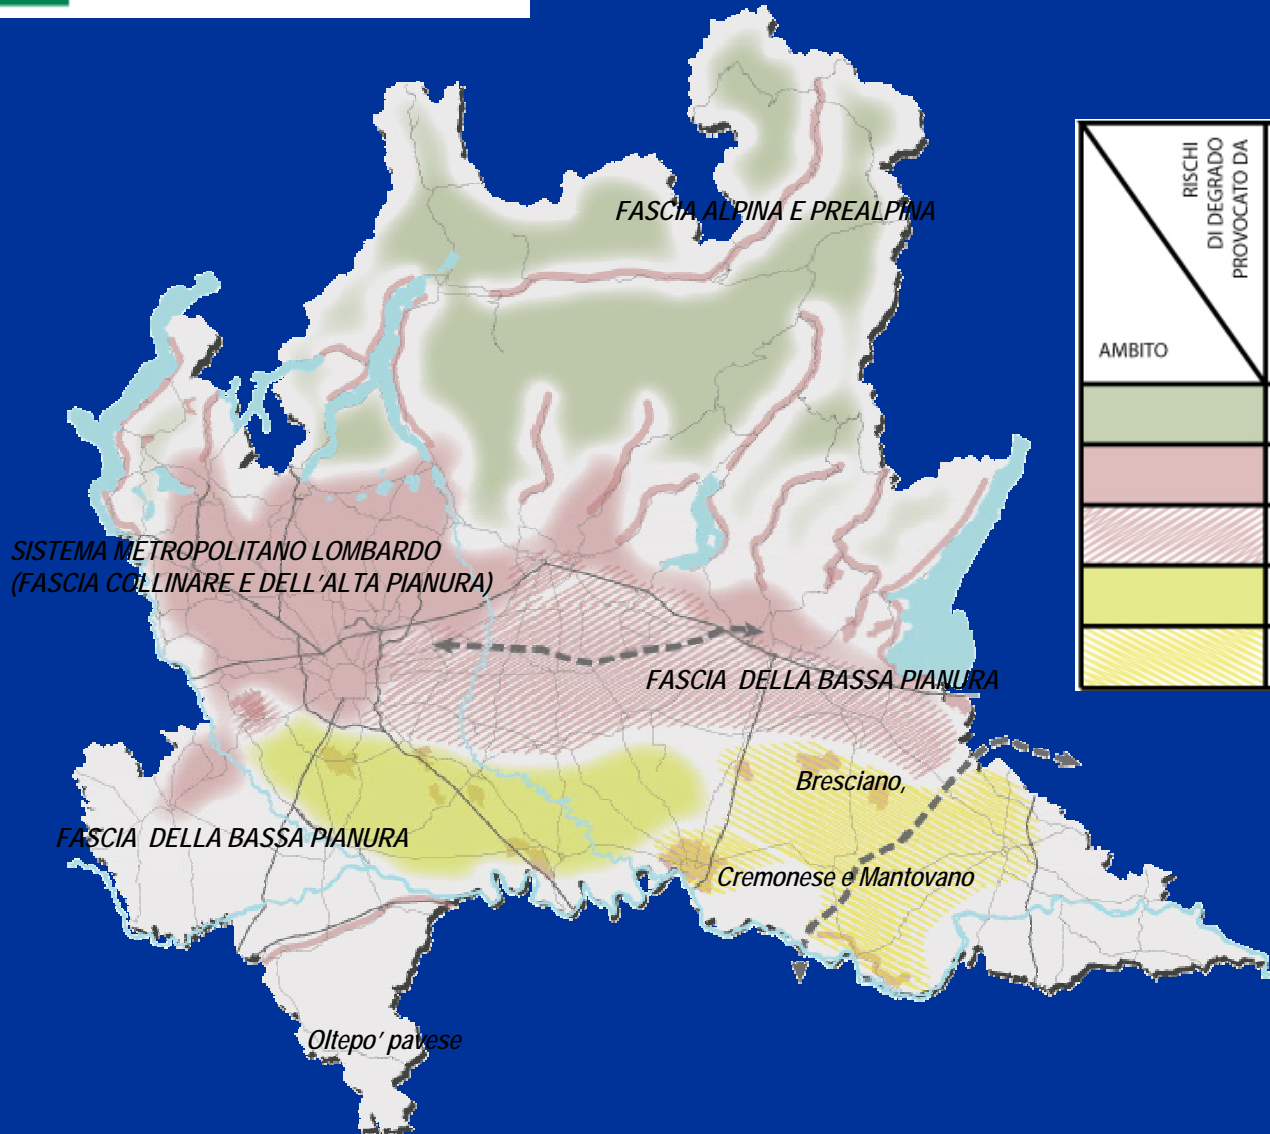 FASCIA ALPINA E PREALPINA
RISCHI
DI DEGRADO
PROVOCATO DA
AMBITO
SISTEMA METROPOLITANO LOMBARDO
(FASCIA COLLINARE E DELL'ALTA PIANURA)
FASCIA DELLA BASSA PIANURA
Bresciano,
FASCIA DELLA BASSA PIANURA
Cremonese e Mantovano
Oltepo' pavese